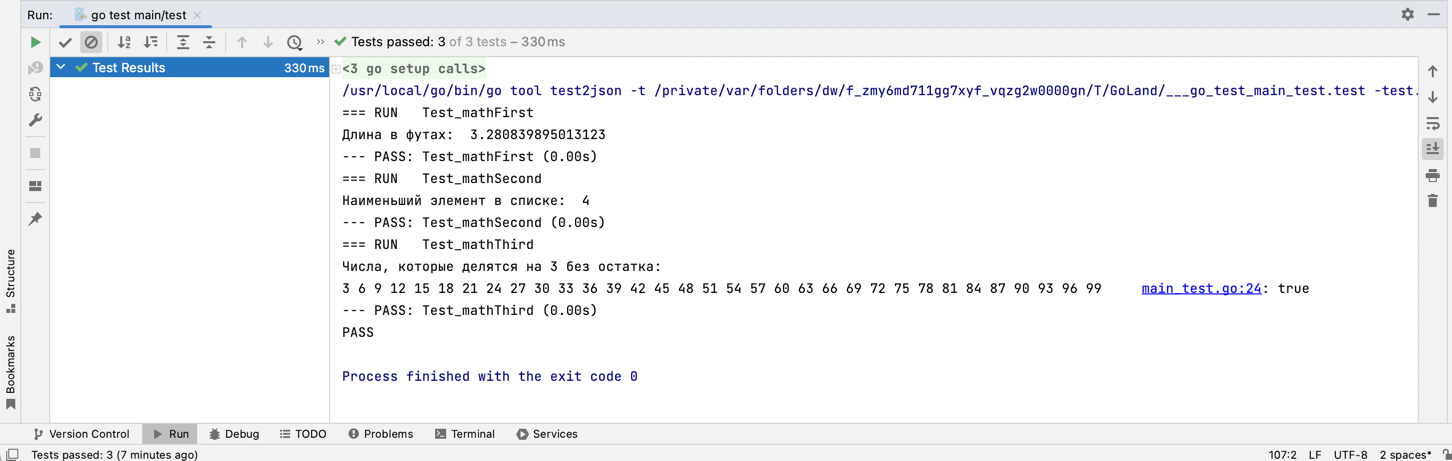 Run: go test main/test
Tests passed: 3 of 3 tests – 330 ms
Test Results 330 ms
<3 go setup calls>
/usr/local/go/bin/go tool test2json -t /private/var/folders/dw/f_zmy6md711gg7xyf_vqzg2w0000gn/T/GoLand/___go_test_main_test.test -test.
=== RUN   Test_mathFirst
Длина в футах:  3.280839895013123
--- PASS: Test_mathFirst (0.00s)
=== RUN   Test_mathSecond
Наименьший элемент в списке:  4
--- PASS: Test_mathSecond (0.00s)
=== RUN   Test_mathThird
Числа, которые делятся на 3 без остатка:
3 6 9 12 15 18 21 24 27 30 33 36 39 42 45 48 51 54 57 60 63 66 69 72 75 78 81 84 87 90 93 96 99     main_test.go:24: true
--- PASS: Test_mathThird (0.00s)
PASS
Process finished with the exit code 0
Structure
Bookmarks
Version Control Run Debug TODO Problems Terminal Services
Tests passed: 3 (7 minutes ago) 107:2 LF UTF-8 2 spaces*